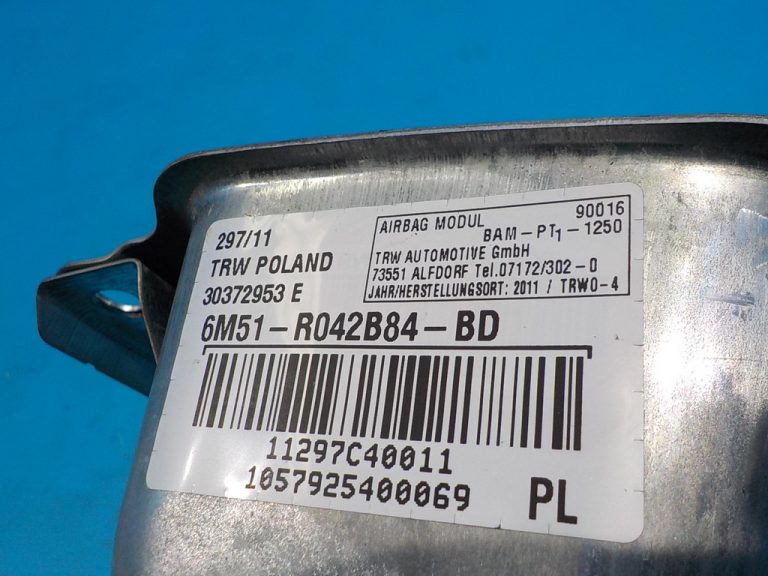 297/11
TRW POLAND
30372953 E
AIRBAG MODUL 90016
BAM-PT1-1250
TRW AUTOMOTIVE GmbH
73551 ALFDORF Tel.07172/302-0
JAHR/HERSTELLUNGSORT: 2011 / TRWO-4
6M51-R042B84-BD
11297C40011
1057925400069
PL